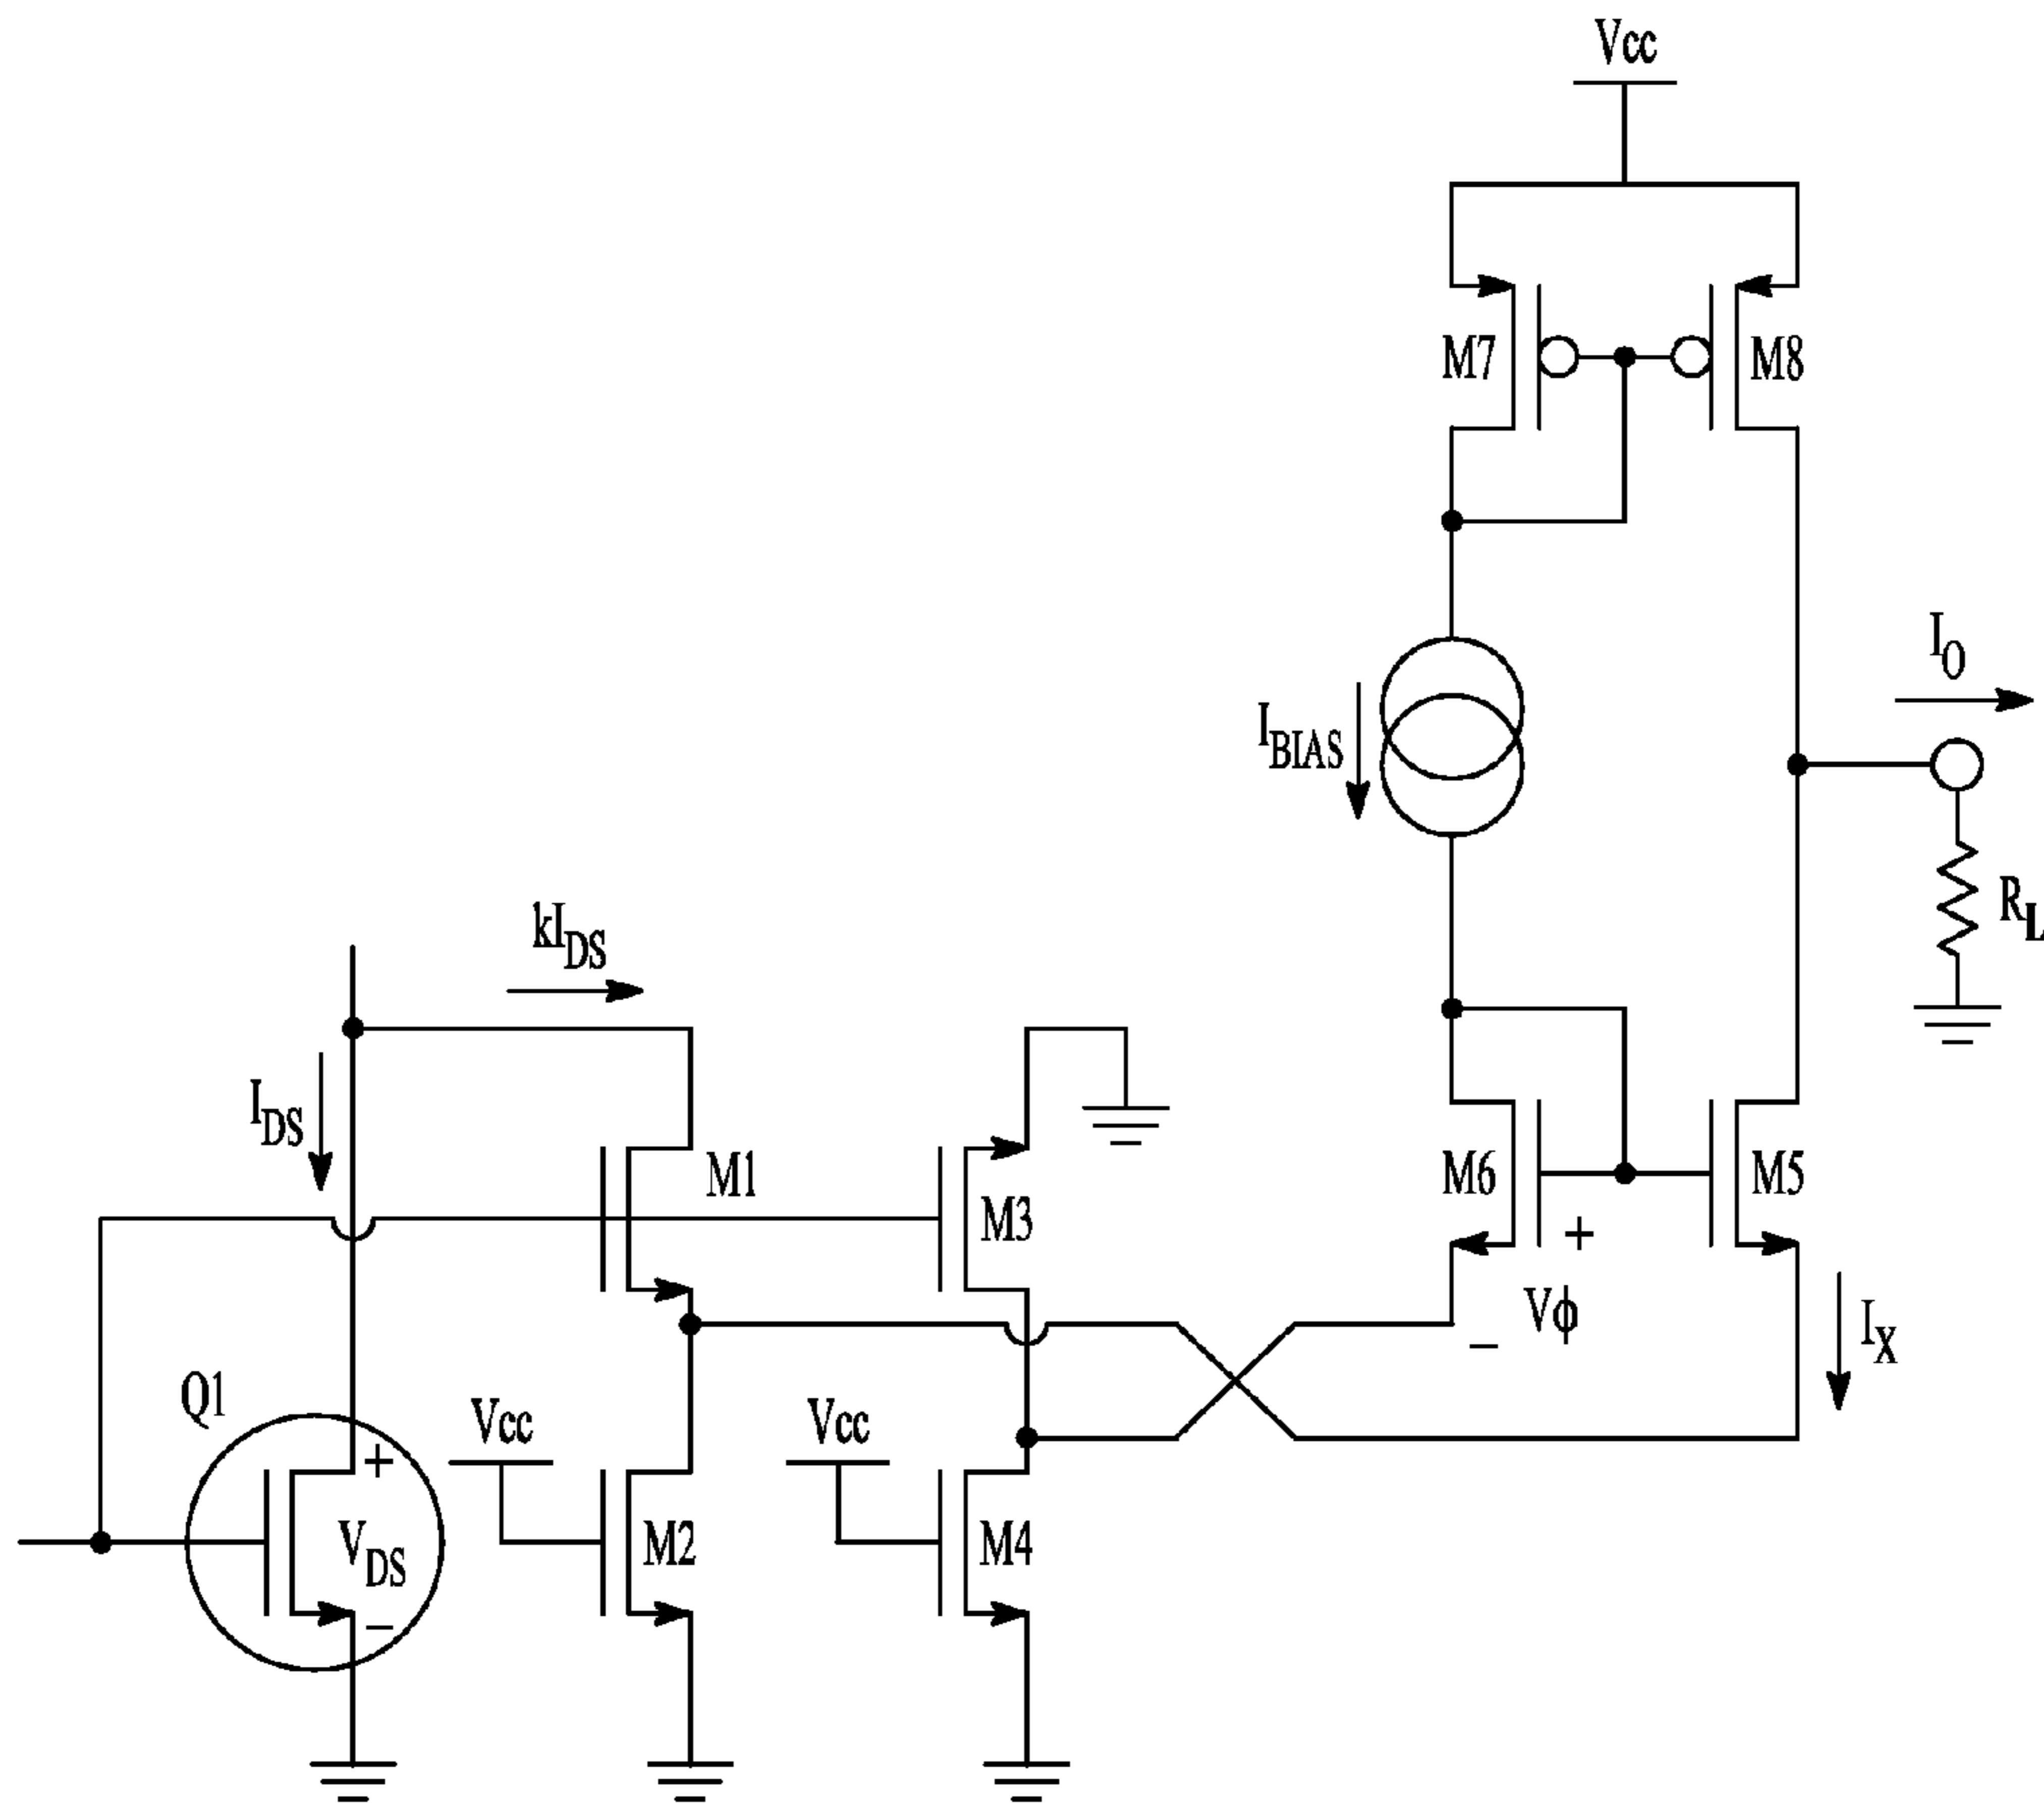 Vcc
M7
M8
I_O
I_BIAS
R_L
kI_DS
I_DS
M1
M3
M6
M5
+
Vϕ
−
I_X
Q1
Vcc
Vcc
+
V_DS
−
M2
M4